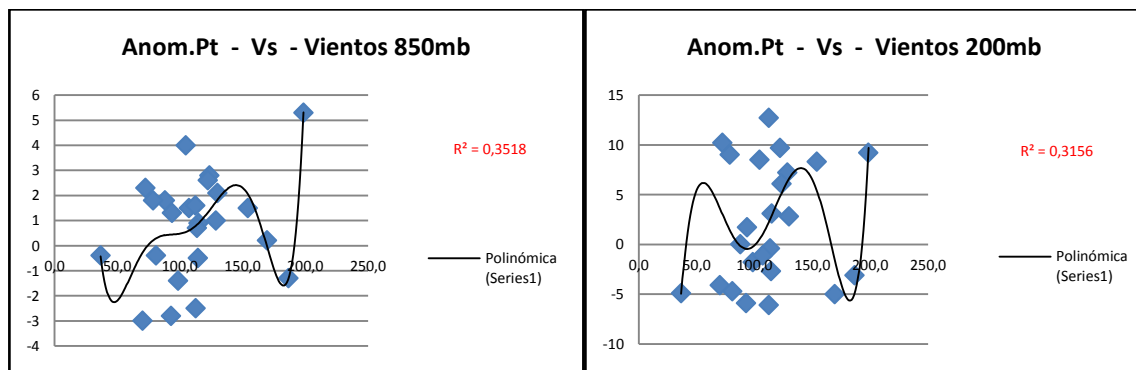 Anom.Pt - Vs - Vientos 850mb
6
5
4
3
2
1
0
-1
-2
-3
-4
0,0 50,0 100,0 150,0 200,0 250,0
R² = 0,3518
Polinómica
(Series1)
Anom.Pt - Vs - Vientos 200mb
15
10
5
0
-5
-10
0,0 50,0 100,0 150,0 200,0 250,0
R² = 0,3156
Polinómica
(Series1)